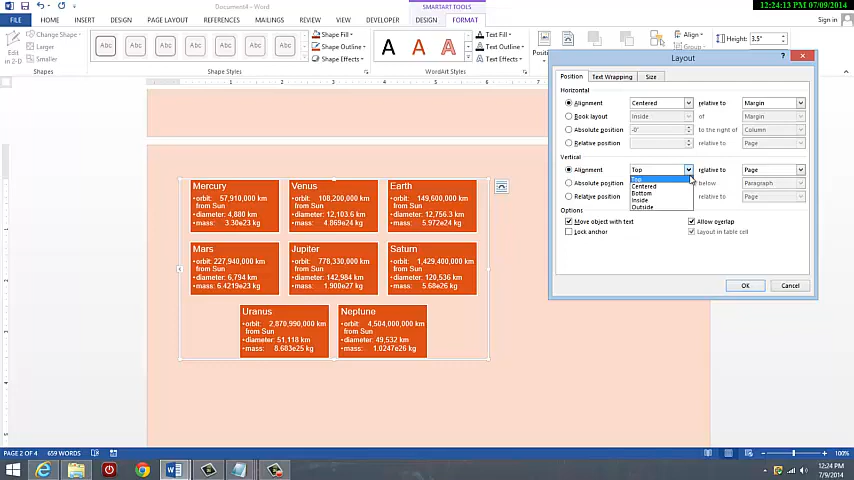 12:24:13 PM 07/09/2014
Document4 - Word
SMARTART TOOLS
FILE HOME INSERT DESIGN PAGE LAYOUT REFERENCES MAILINGS REVIEW VIEW DEVELOPER DESIGN FORMAT
Sign in
Edit in 2-D
Change Shape
Larger
Smaller
Shapes
Abc Abc Abc Abc Abc Abc
Shape Fill
Shape Outline
Shape Effects
Shape Styles
A A A
Text Fill
Text Outline
Text Effects
WordArt Styles
Align
Height: 3.5"
Layout
Position Text Wrapping Size
Horizontal
Alignment Centered relative to Margin
Book layout Inside of Margin
Absolute position -0" to the right of Column
Relative position relative to Page
Vertical
Alignment Top relative to Page
Absolute position below Paragraph
Relative position relative to Page
Top
Centered
Bottom
Inside
Outside
Options
Move object with text Allow overlap
Lock anchor Layout in table cell
OK Cancel
Mercury
•orbit: 57,910,000 km
from Sun
•diameter: 4,880 km
•mass: 3.30e23 kg
Venus
•orbit: 108,200,000 km
from Sun
•diameter: 12,103.6 km
•mass: 4.869e24 kg
Earth
•orbit: 149,600,000 km
from Sun
•diameter: 12,756.3 km
•mass: 5.972e24 kg
Mars
•orbit: 227,940,000 km
from Sun
•diameter: 6,794 km
•mass: 6.4219e23 kg
Jupiter
•orbit: 778,330,000 km
from Sun
•diameter: 142,984 km
•mass: 1.900e27 kg
Saturn
•orbit: 1,429,400,000 km
from Sun
•diameter: 120,536 km
•mass: 5.68e26 kg
Uranus
•orbit: 2,870,990,000 km
from Sun
•diameter: 51,118 km
•mass: 8.683e25 kg
Neptune
•orbit: 4,504,000,000 km
from Sun
•diameter: 49,532 km
•mass: 1.0247e26 kg
PAGE 2 OF 4 659 WORDS
100%
12:24 PM
7/9/2014